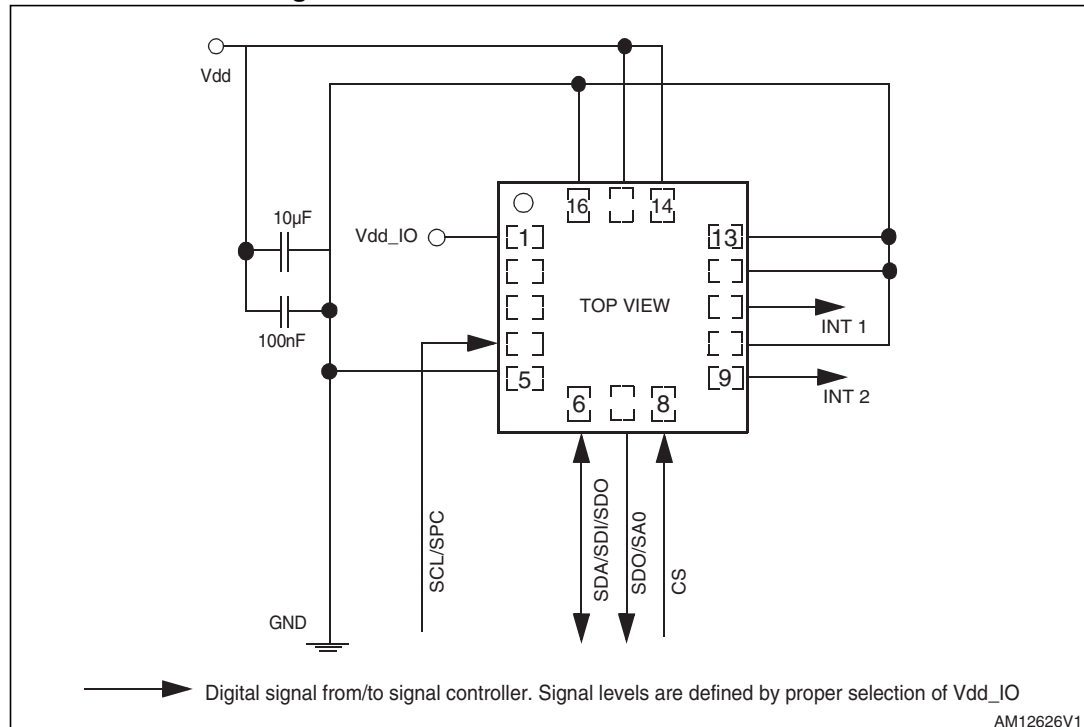 Vdd
16
14
10µF
Vdd_IO
1
13
TOP VIEW
INT 1
100nF
5
9
INT 2
6
8
SCL/SPC
SDA/SDI/SDO
SDO/SA0
CS
GND
Digital signal from/to signal controller. Signal levels are defined by proper selection of Vdd_IO
AM12626V1